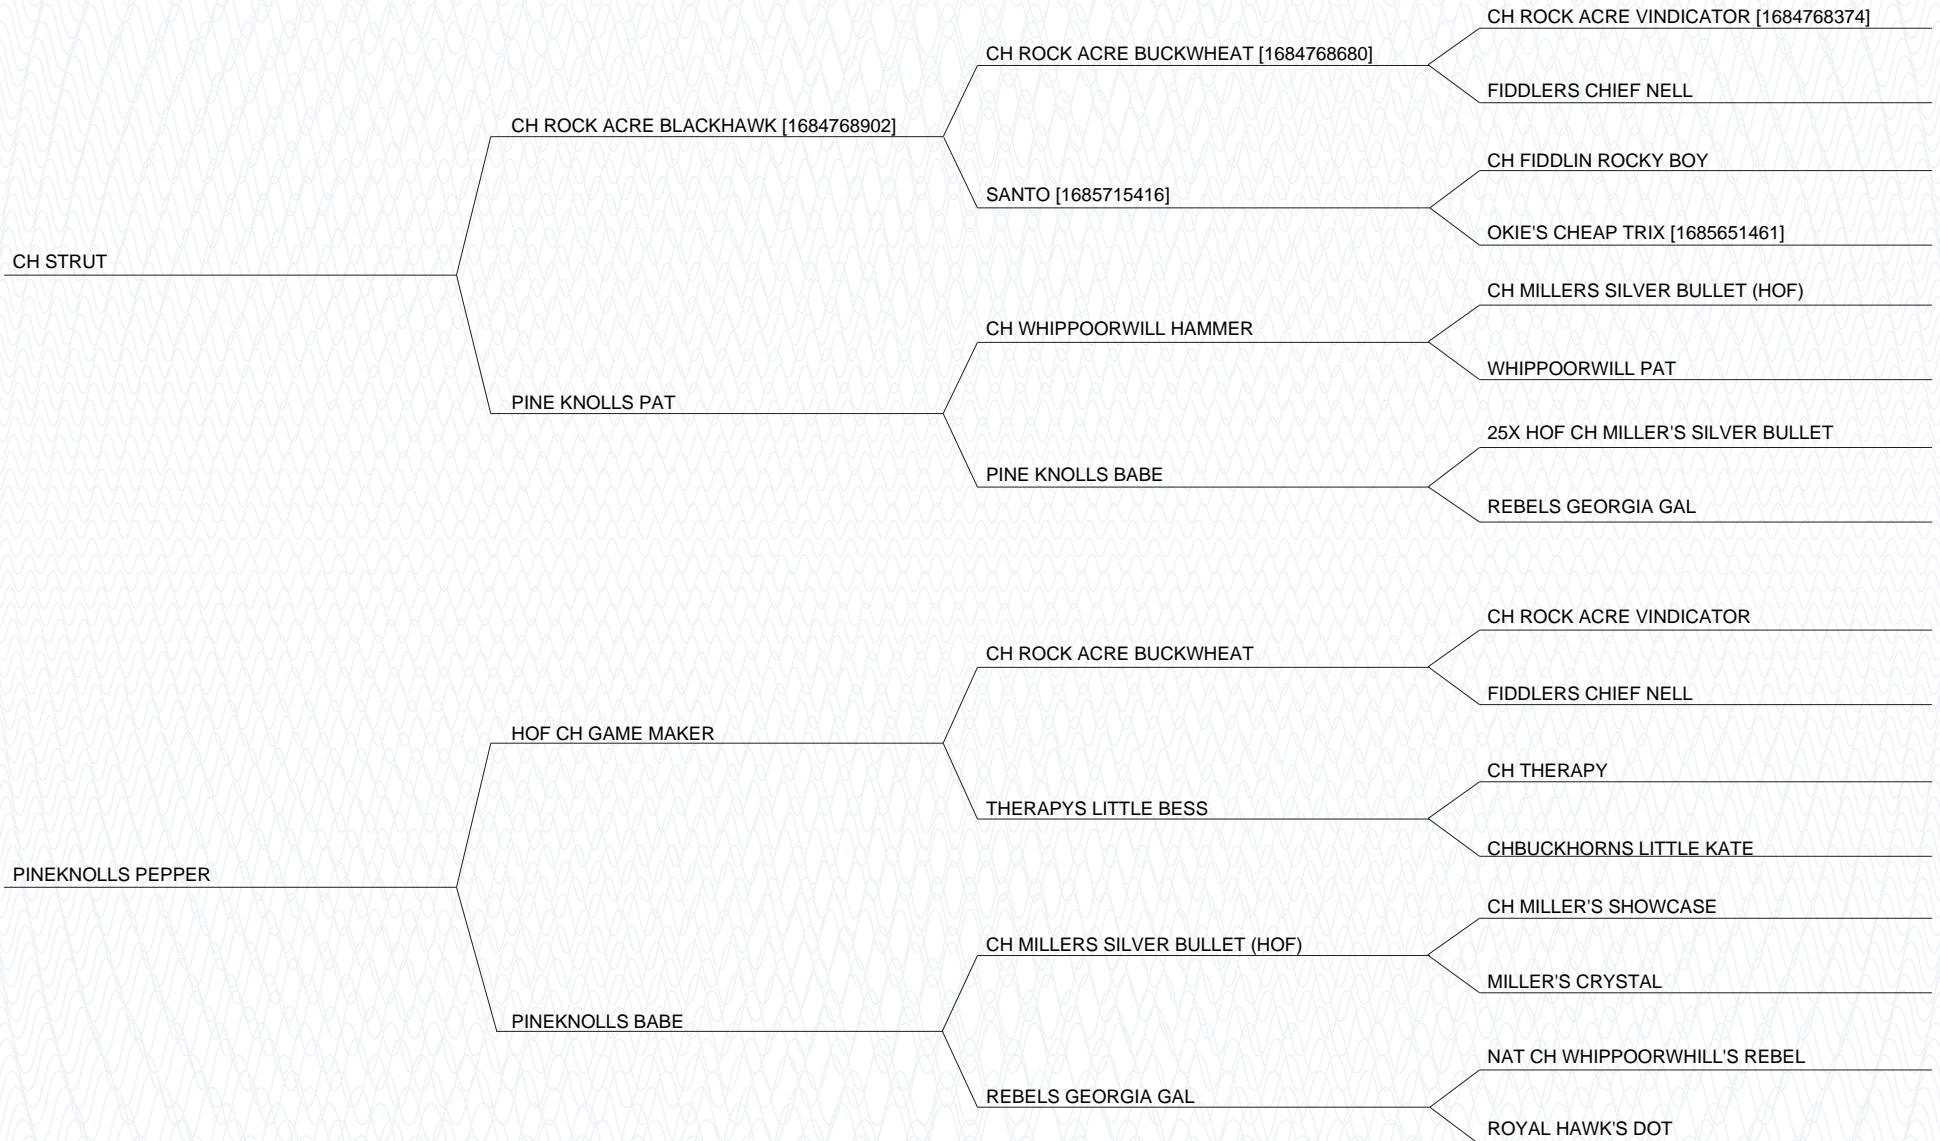 CH ROCK ACRE VINDICATOR [1684768374]
CH ROCK ACRE BUCKWHEAT [1684768680]
FIDDLERS CHIEF NELL
CH ROCK ACRE BLACKHAWK [1684768902]
CH FIDDLIN ROCKY BOY
SANTO [1685715416]
OKIE'S CHEAP TRIX [1685651461]
CH STRUT
CH MILLERS SILVER BULLET (HOF)
CH WHIPPOORWILL HAMMER
WHIPPOORWILL PAT
PINE KNOLLS PAT
25X HOF CH MILLER'S SILVER BULLET
PINE KNOLLS BABE
REBELS GEORGIA GAL
CH ROCK ACRE VINDICATOR
CH ROCK ACRE BUCKWHEAT
FIDDLERS CHIEF NELL
HOF CH GAME MAKER
CH THERAPY
THERAPYS LITTLE BESS
CHBUCKHORNS LITTLE KATE
PINEKNOLLS PEPPER
CH MILLER'S SHOWCASE
CH MILLERS SILVER BULLET (HOF)
MILLER'S CRYSTAL
PINEKNOLLS BABE
NAT CH WHIPPOORWHILL'S REBEL
REBELS GEORGIA GAL
ROYAL HAWK'S DOT